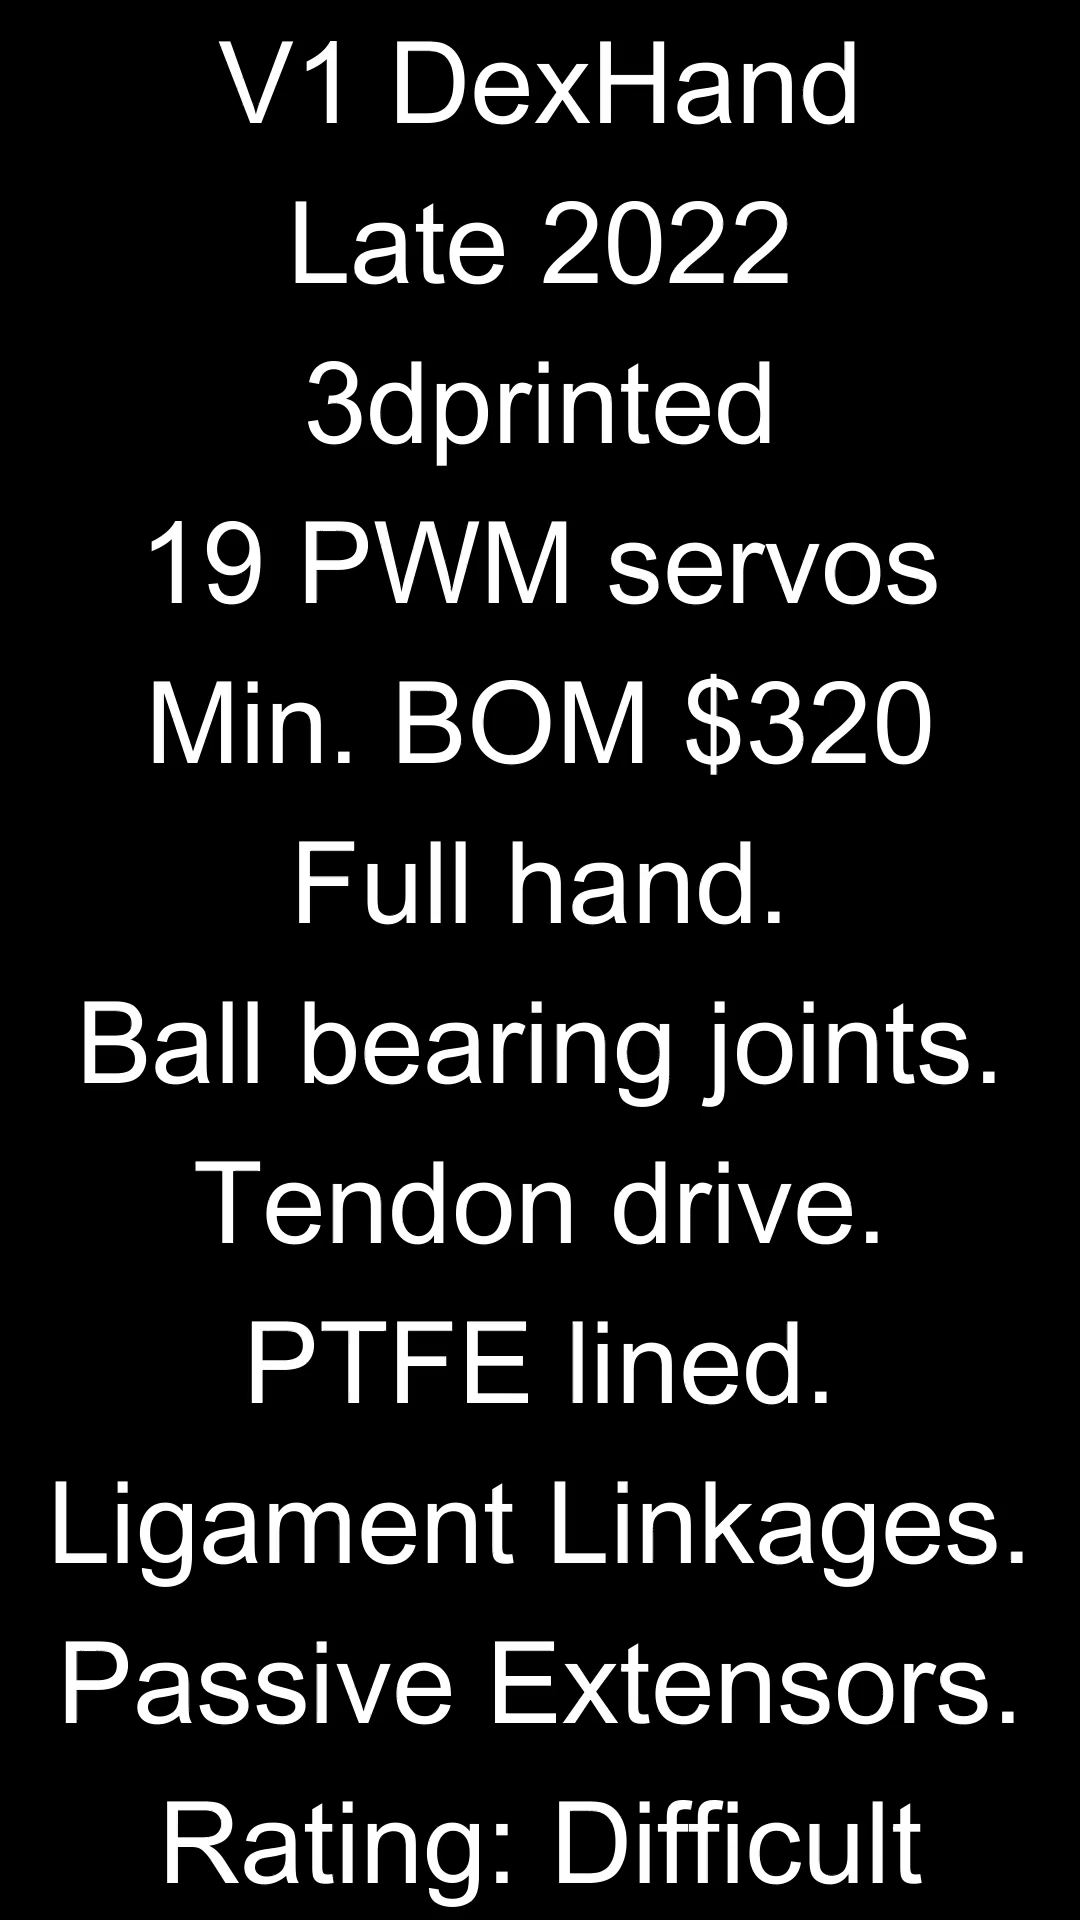 V1 DexHand
Late 2022
3dprinted
19 PWM servos
Min. BOM $320
Full hand.
Ball bearing joints.
Tendon drive.
PTFE lined.
Ligament Linkages.
Passive Extensors.
Rating: Difficult